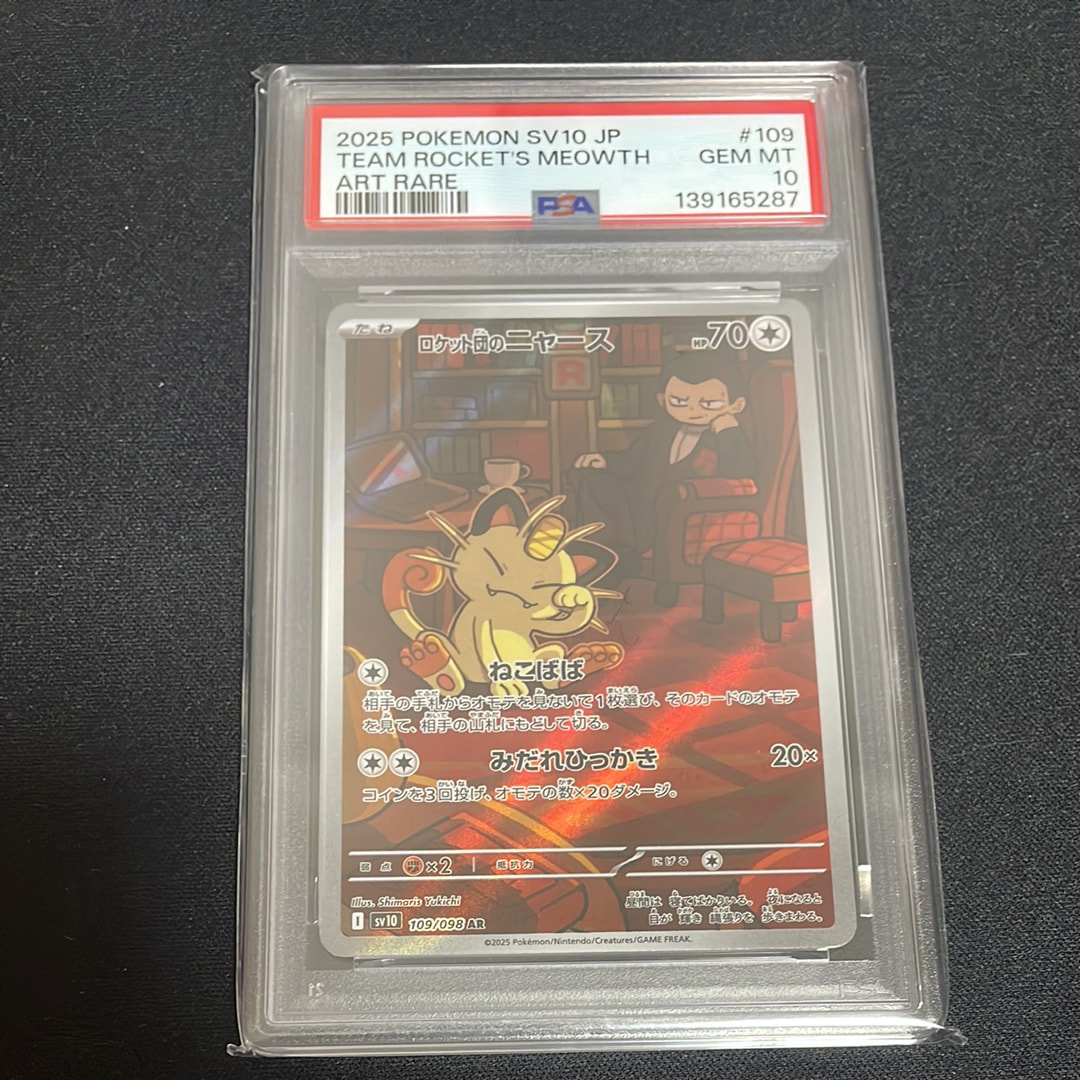 2025 POKEMON SV10 JP #109
TEAM ROCKET'S MEOWTH GEM MT
ART RARE 10
PSA 139165287
たね ロケット団のニャース HP70
R
ねこばば
相手の手札からオモテを見ないで1枚選び、そのカードのオモテ
を見て、相手の山札にもどして切る。
みだれひっかき 20×
コインを3回投げ、オモテの数×20ダメージ。
弱点 ×2 抵抗力 にげる
Illus. Shimaris Yukichi
昼間は 寝てばかりいる。夜になると
目が 輝き 縄張りを 歩きまわる。
I sv10 109/098 AR
©2025 Pokémon/Nintendo/Creatures/GAME FREAK.